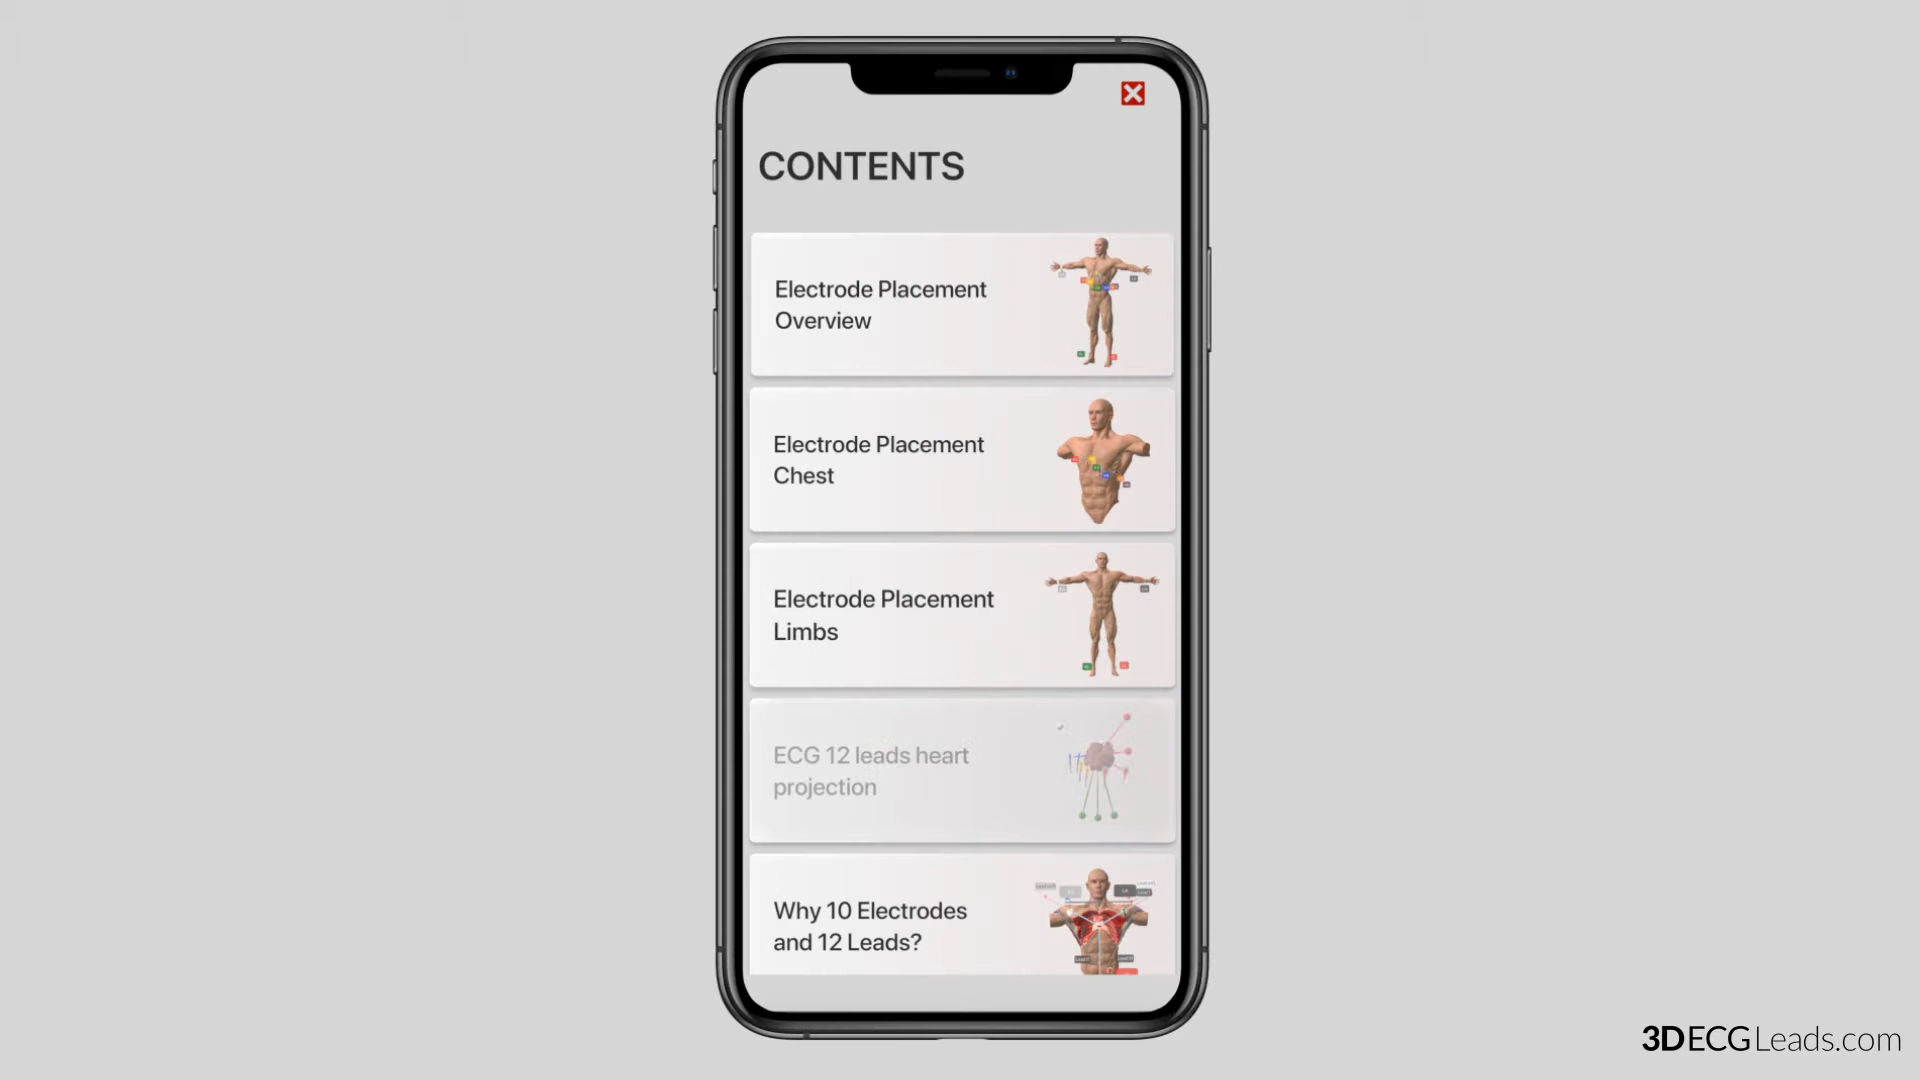 CONTENTS
Electrode Placement
Overview
Electrode Placement
Chest
Electrode Placement
Limbs
ECG 12 leads heart
projection
Why 10 Electrodes
and 12 Leads?
3DECGLeads.com